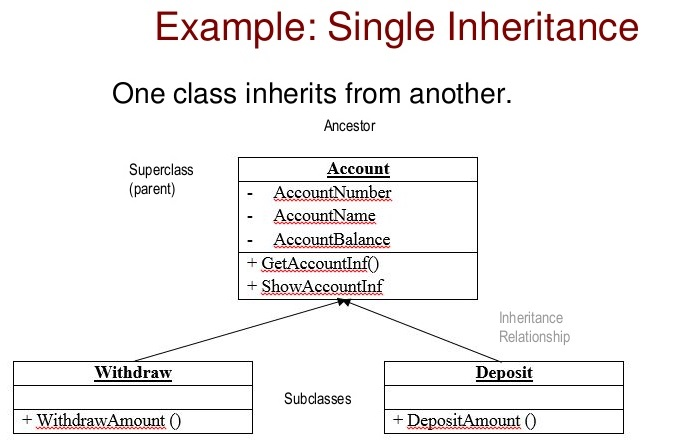 Example: Single Inheritance
One class inherits from another.
Ancestor
Superclass
(parent)
Account
- AccountNumber
- AccountName
- AccountBalance
+ GetAccountInf()
+ ShowAccountInf
Inheritance
Relationship
Withdraw
+ WithdrawAmount ()
Subclasses
Deposit
+ DepositAmount ()